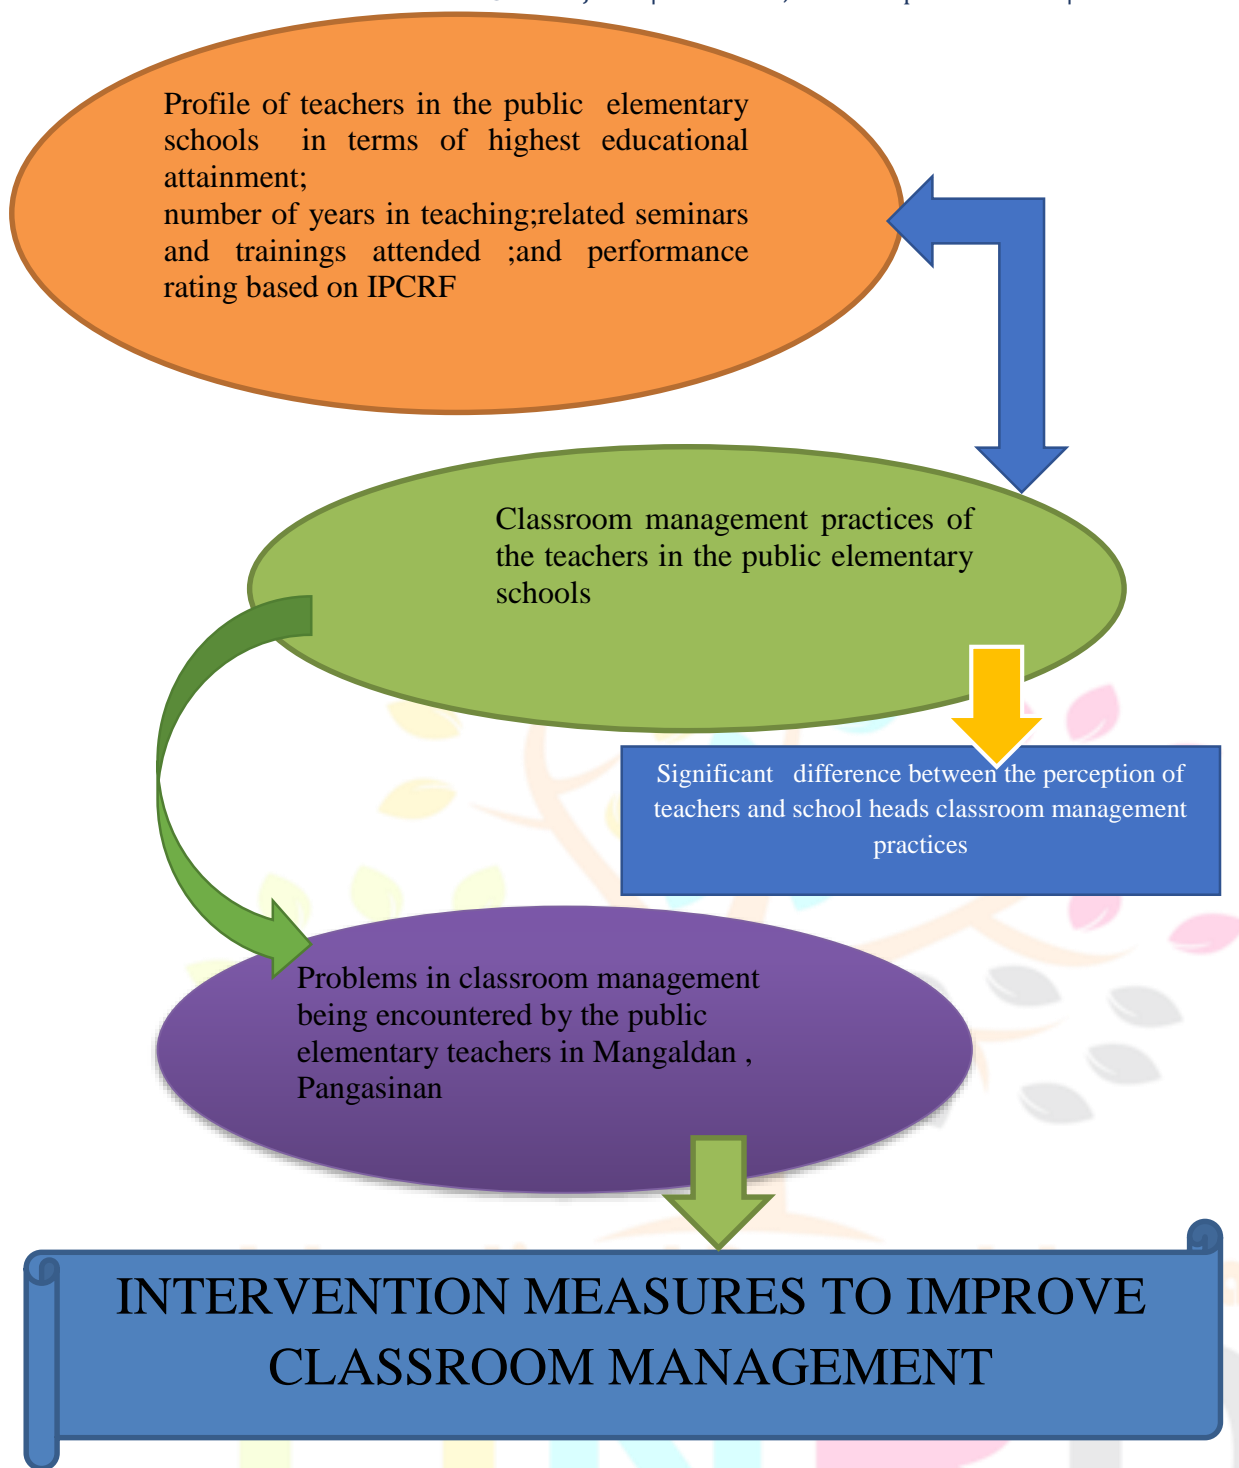 Profile of teachers in the public elementary
schools in terms of highest educational
attainment;
number of years in teaching;related seminars
and trainings attended ;and performance
rating based on IPCRF
Classroom management practices of
the teachers in the public elementary
schools
Significant difference between the perception of
teachers and school heads classroom management
practices
Problems in classroom management
being encountered by the public
elementary teachers in Mangaldan ,
Pangasinan
INTERVENTION MEASURES TO IMPROVE
CLASSROOM MANAGEMENT